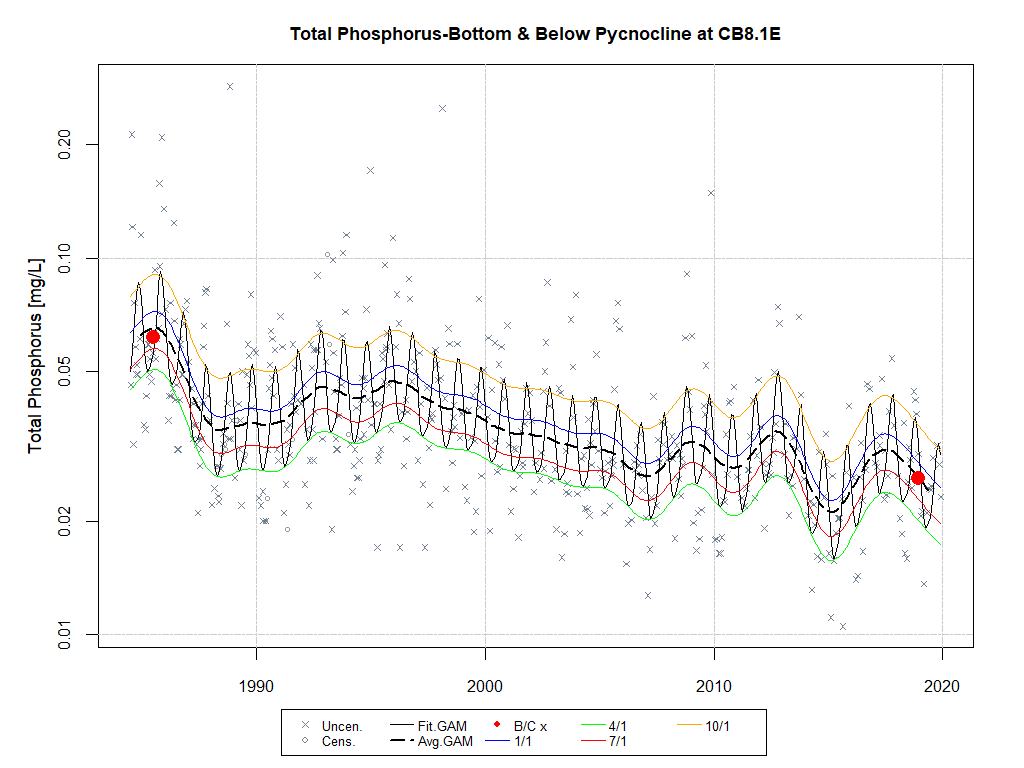 Total Phosphorus-Bottom & Below Pycnocline at CB8.1E
Total Phosphorus [mg/L]
0.20
0.10
0.05
0.02
0.01
1990 2000 2010 2020
Uncen. Fit.GAM B/C x 4/1 10/1
Cens. Avg.GAM 1/1 7/1